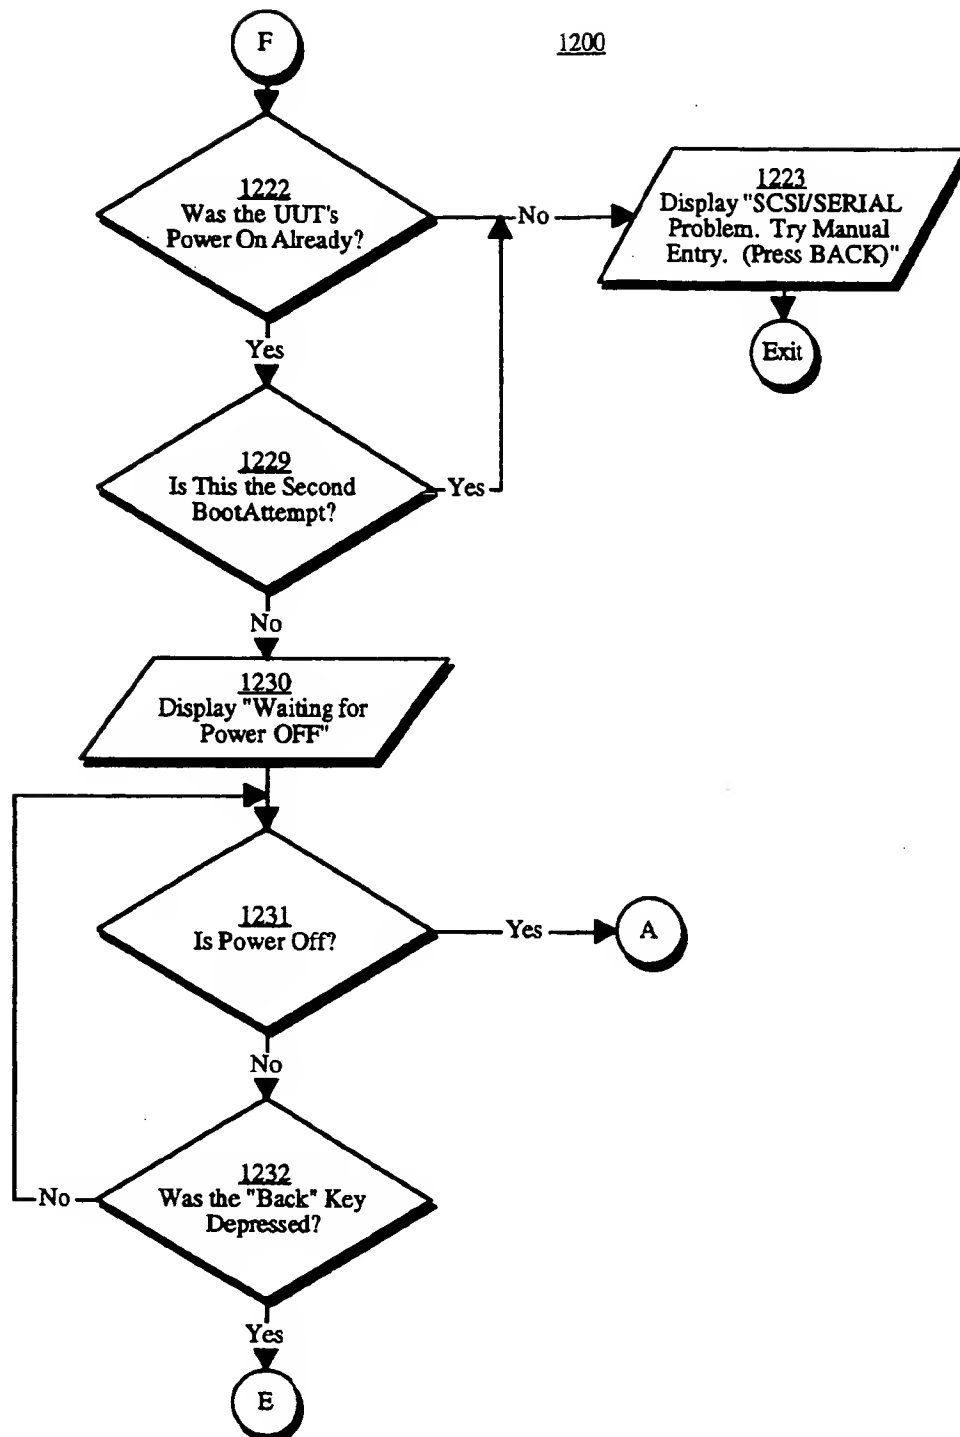 F
1200
1222
Was the UUT's
Power On Already?
No
1223
Display "SCSI/SERIAL
Problem. Try Manual
Entry. (Press BACK)"
Exit
Yes
1229
Is This the Second
BootAttempt?
Yes
No
1230
Display "Waiting for
Power OFF"
1231
Is Power Off?
Yes
A
No
1232
Was the "Back" Key
Depressed?
No
Yes
E